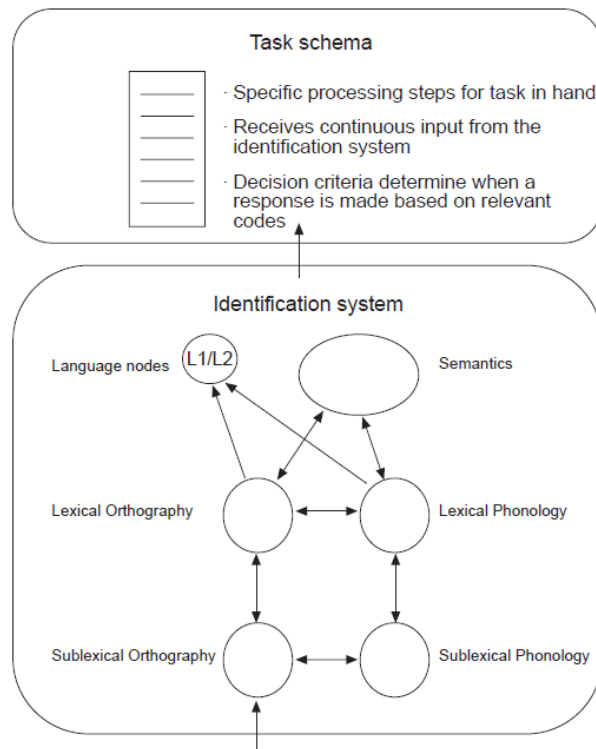 Task schema
· Specific processing steps for task in hand
· Receives continuous input from the
identification system
· Decision criteria determine when a
response is made based on relevant
codes
Identification system
Language nodes
L1/L2
Semantics
Lexical Orthography
Lexical Phonology
Sublexical Orthography
Sublexical Phonology